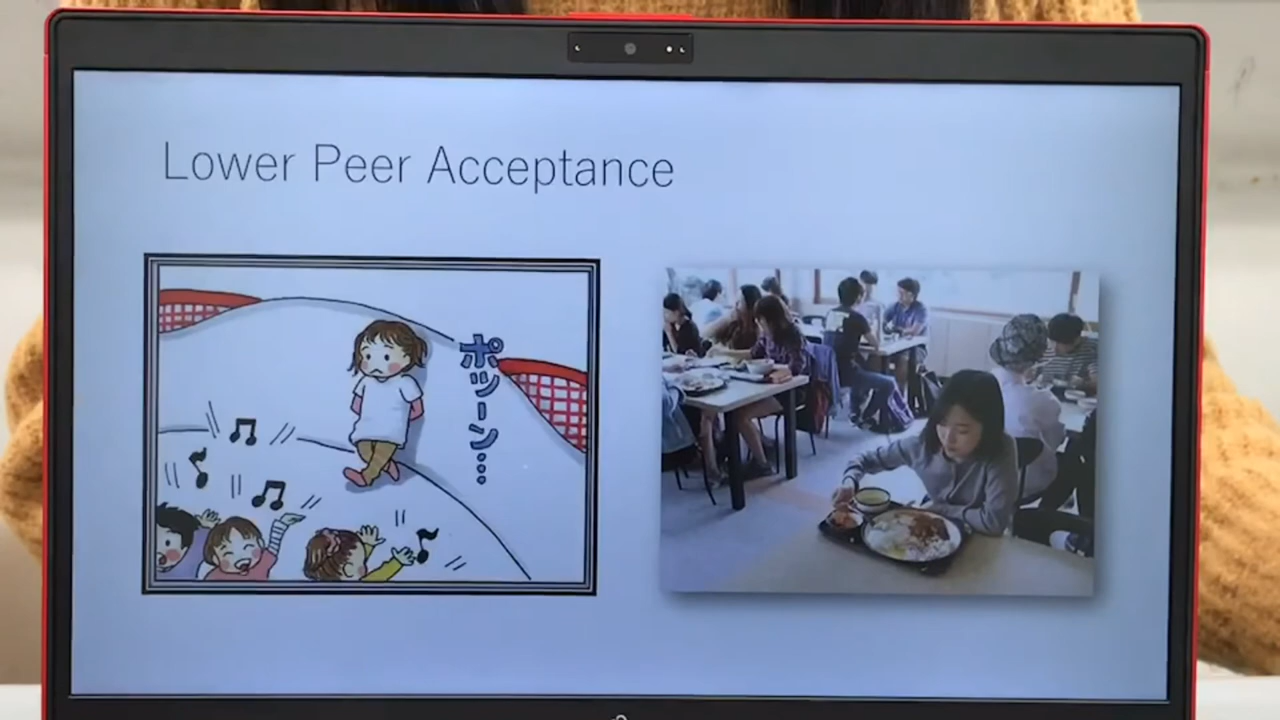 Lower Peer Acceptance
ポツーン…